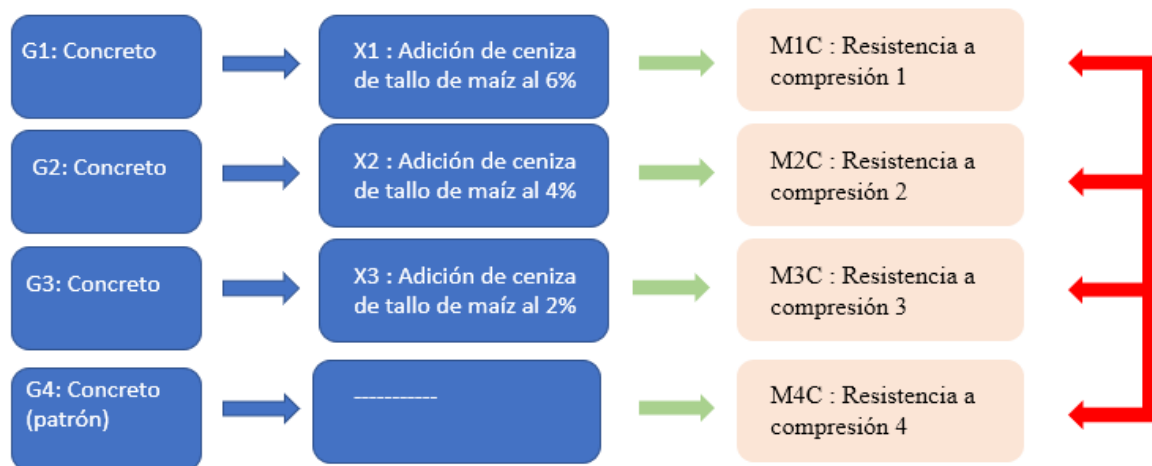 G1: Concreto
X1 : Adición de ceniza
de tallo de maíz al 6%
M1C : Resistencia a
compresión 1
G2: Concreto
X2 : Adición de ceniza
de tallo de maíz al 4%
M2C : Resistencia a
compresión 2
G3: Concreto
X3 : Adición de ceniza
de tallo de maíz al 2%
M3C : Resistencia a
compresión 3
G4: Concreto
(patrón)
-----------
M4C : Resistencia a
compresión 4